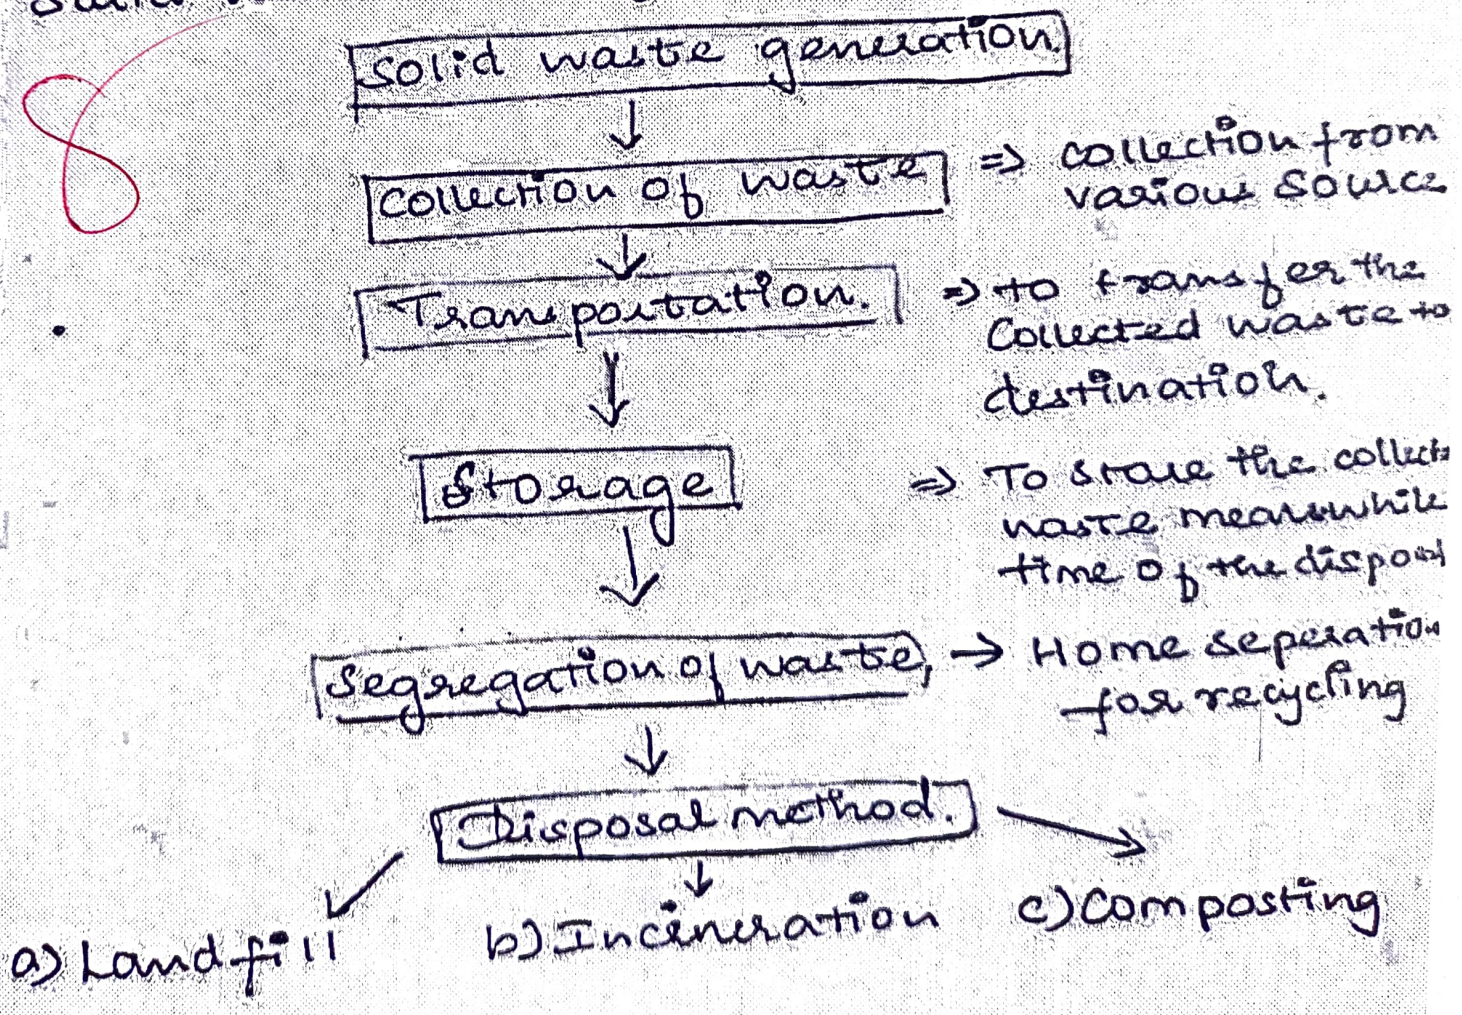 8
Solid waste generation.
Collection of waste => collection from
various source
Transportation. => to transfer the
Collected waste to
destination.
Storage => To store the collects
waste meanwhile
time of the disposal
Segregation of waste, → Home seperation
for recycling
Disposal method.
a) Landfill b) Incineration c) Composting